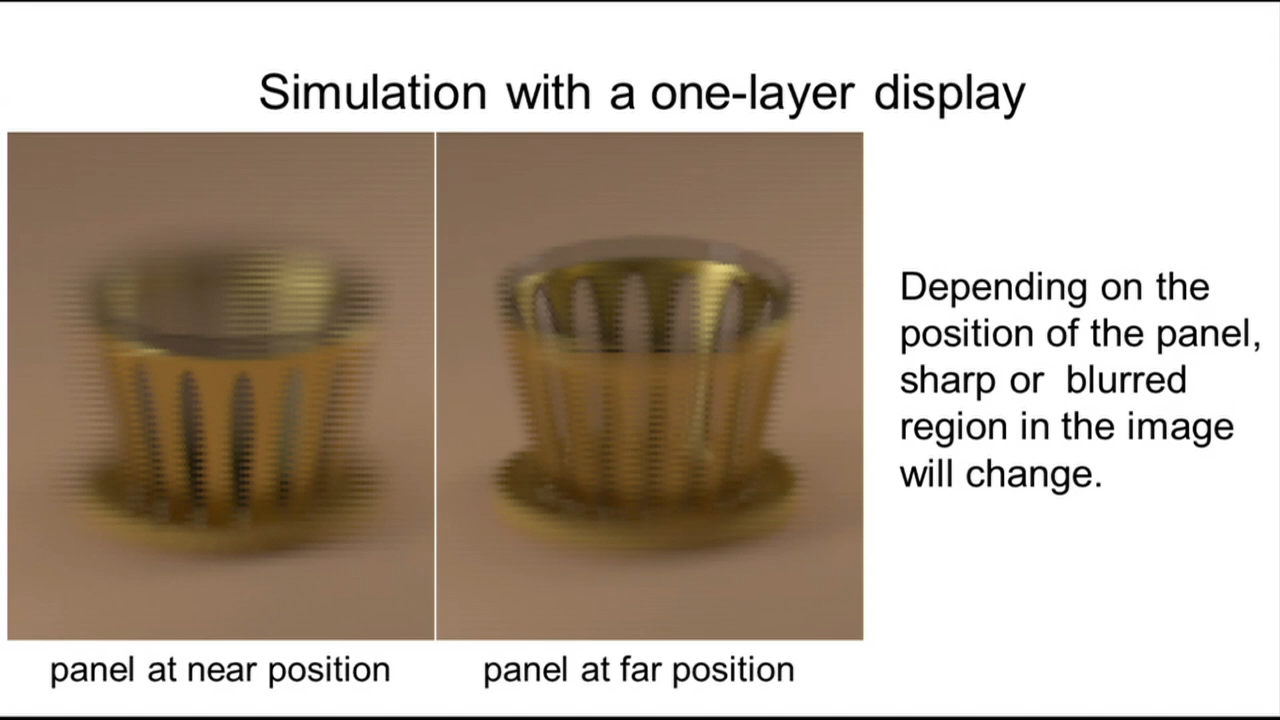 Simulation with a one-layer display
Depending on the
position of the panel,
sharp or  blurred
region in the image
will change.
panel at near position
panel at far position